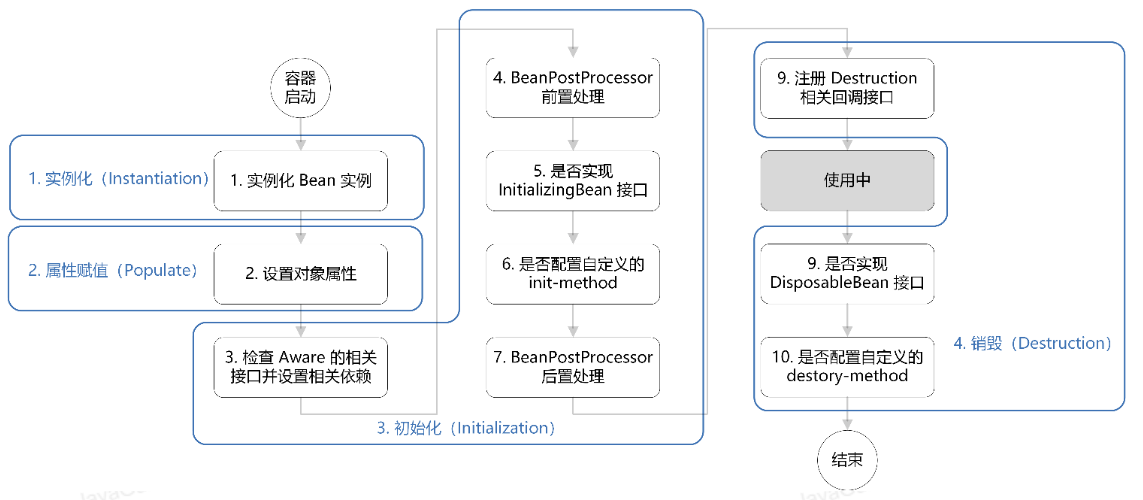 容器
启动
1. 实例化（Instantiation）
1. 实例化 Bean 实例
2. 属性赋值（Populate）
2. 设置对象属性
3. 检查 Aware 的相关
接口并设置相关依赖
4. BeanPostProcessor
前置处理
5. 是否实现
InitializingBean 接口
6. 是否配置自定义的
init-method
7. BeanPostProcessor
后置处理
3. 初始化（Initialization）
9. 注册 Destruction
相关回调接口
使用中
9. 是否实现
DisposableBean 接口
10. 是否配置自定义的
destory-method
4. 销毁（Destruction）
结束